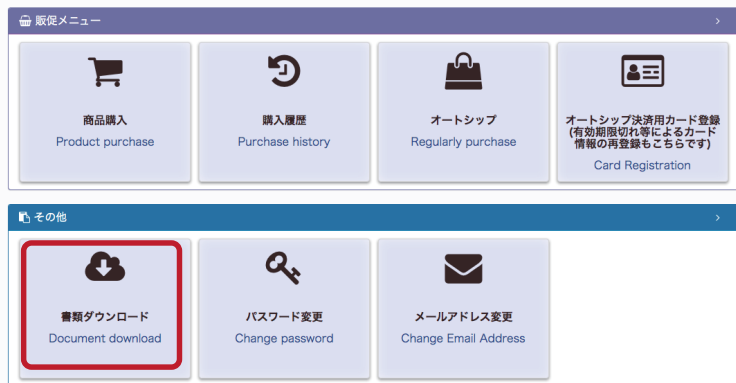 販促メニュー
商品購入
Product purchase
購入履歴
Purchase history
オートシップ
Regularly purchase
オートシップ決済用カード登録
(有効期限切れ等によるカード
情報の再登録もこちらです)
Card Registration
その他
書類ダウンロード
Document download
パスワード変更
Change password
メールアドレス変更
Change Email Address